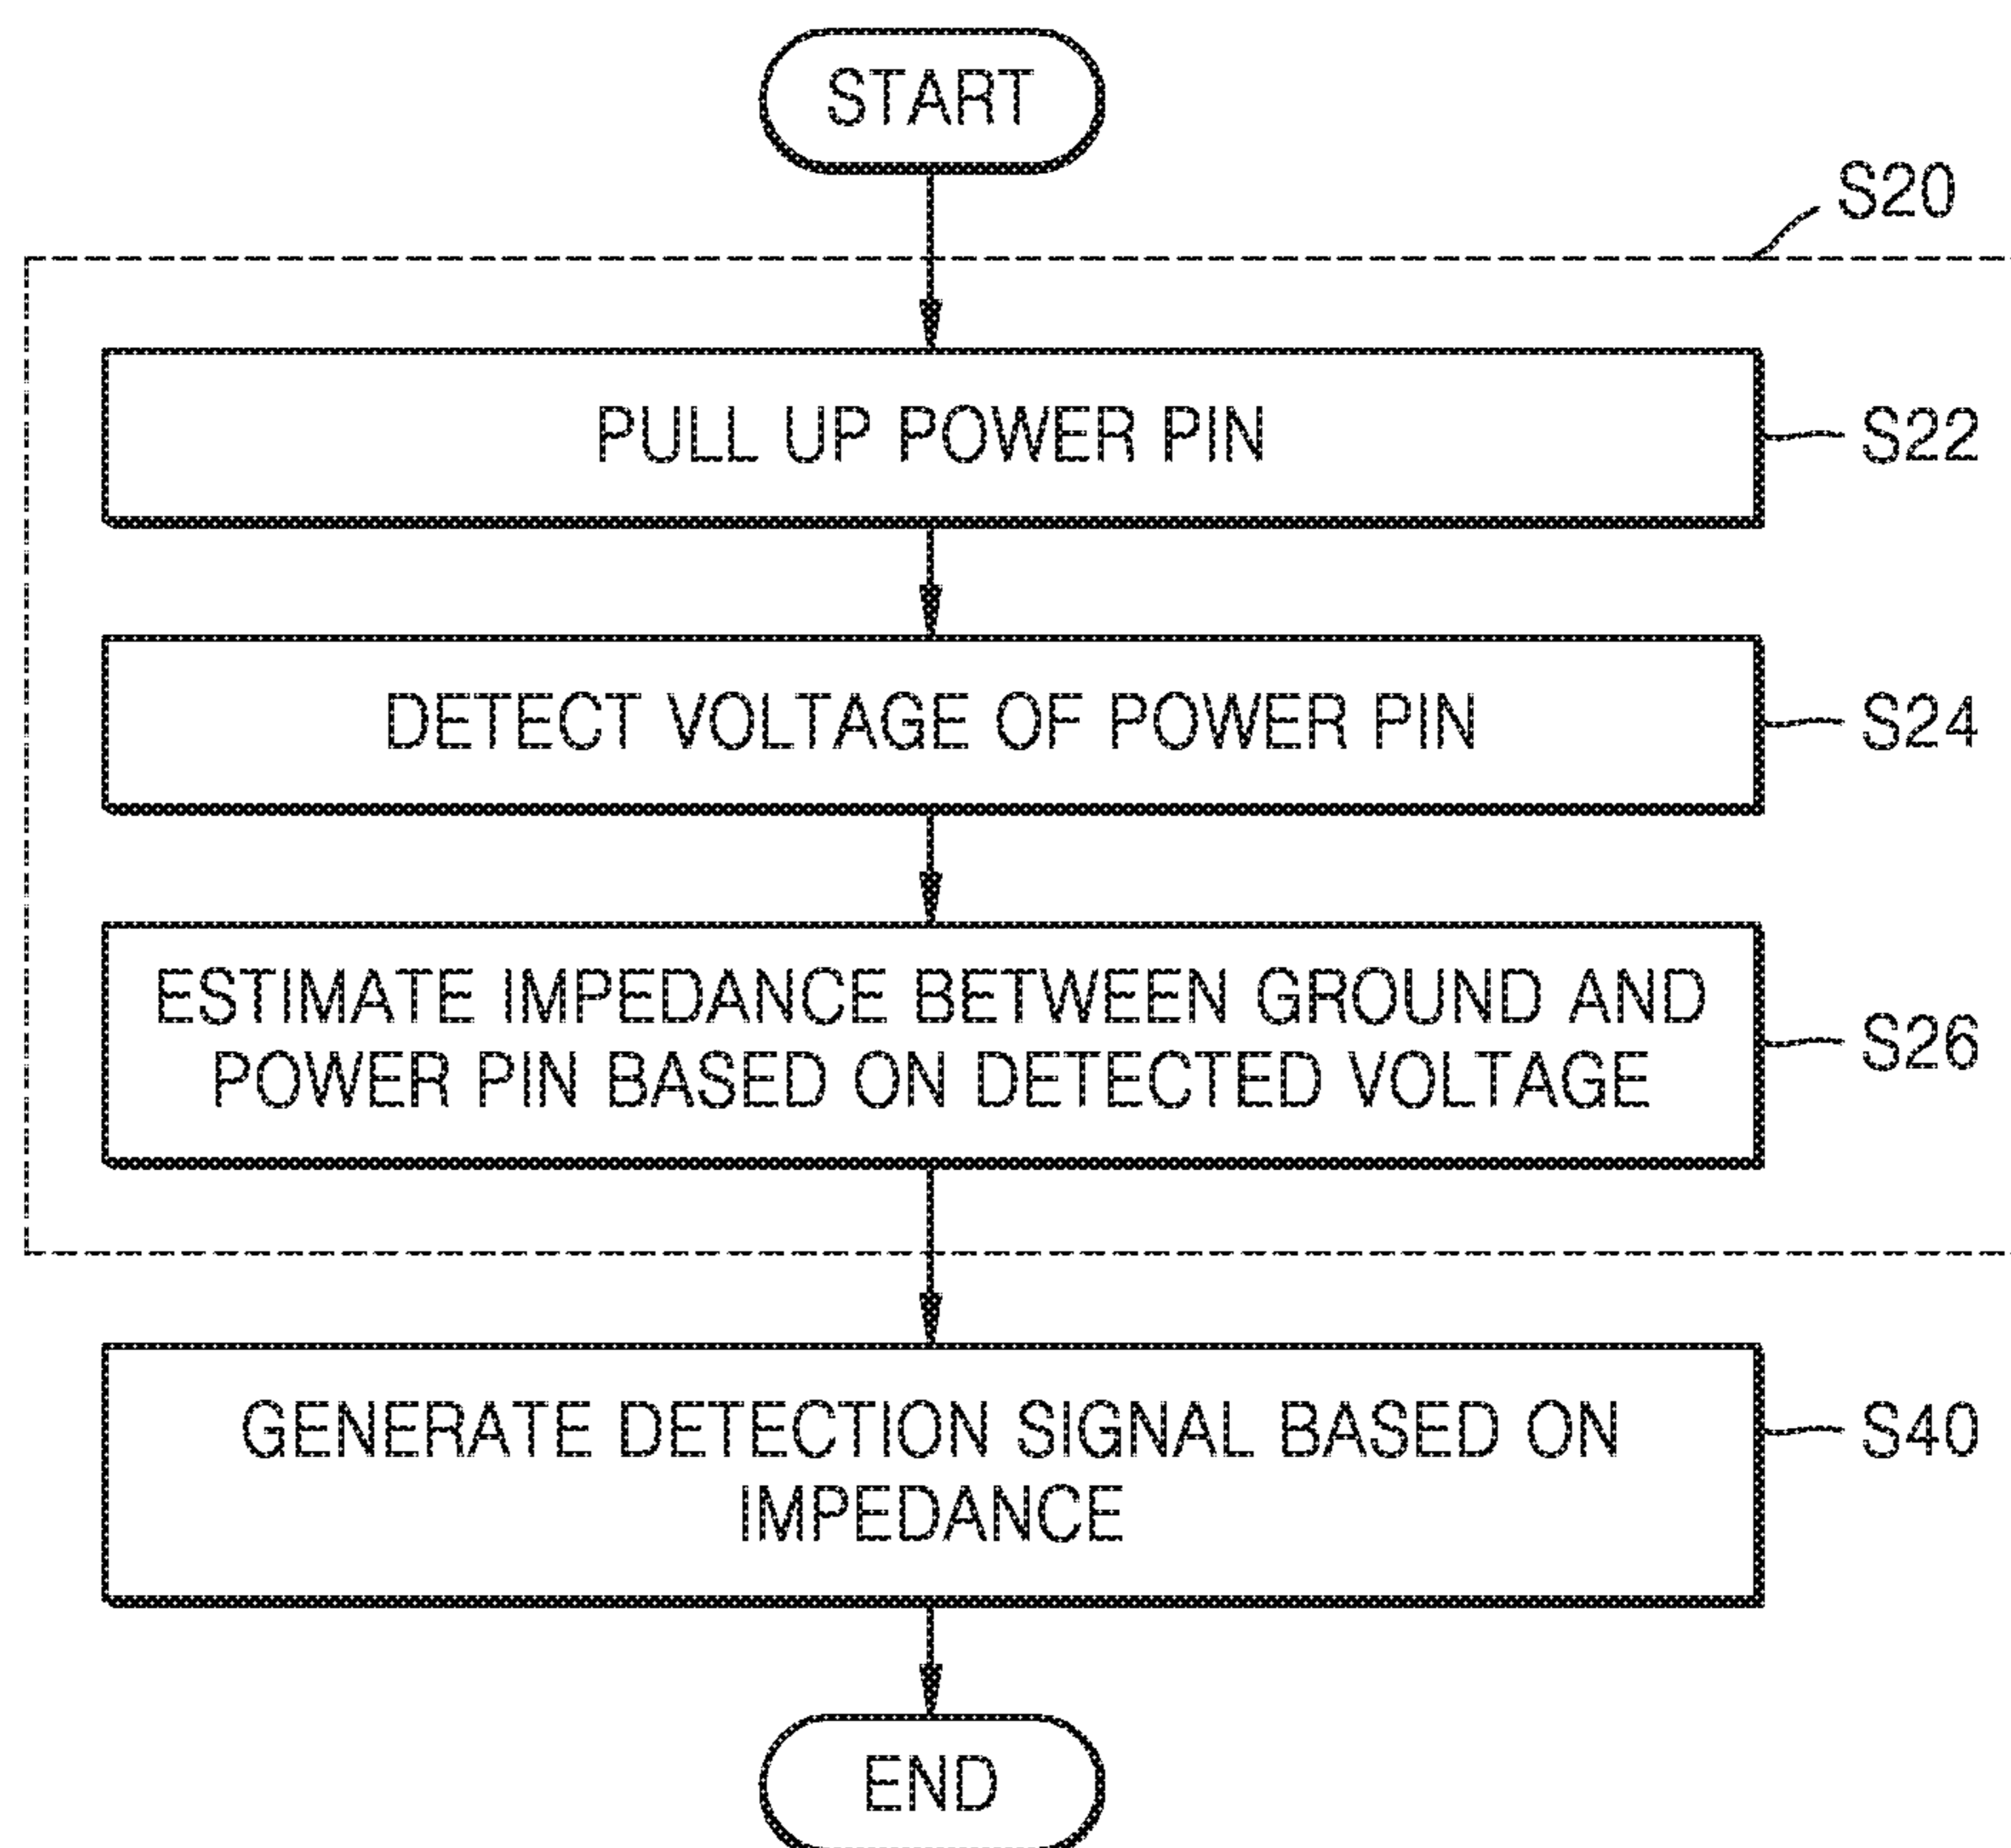 START
S20
PULL UP POWER PIN
S22
DETECT VOLTAGE OF POWER PIN
S24
ESTIMATE IMPEDANCE BETWEEN GROUND AND
POWER PIN BASED ON DETECTED VOLTAGE
S26
GENERATE DETECTION SIGNAL BASED ON
IMPEDANCE
S40
END